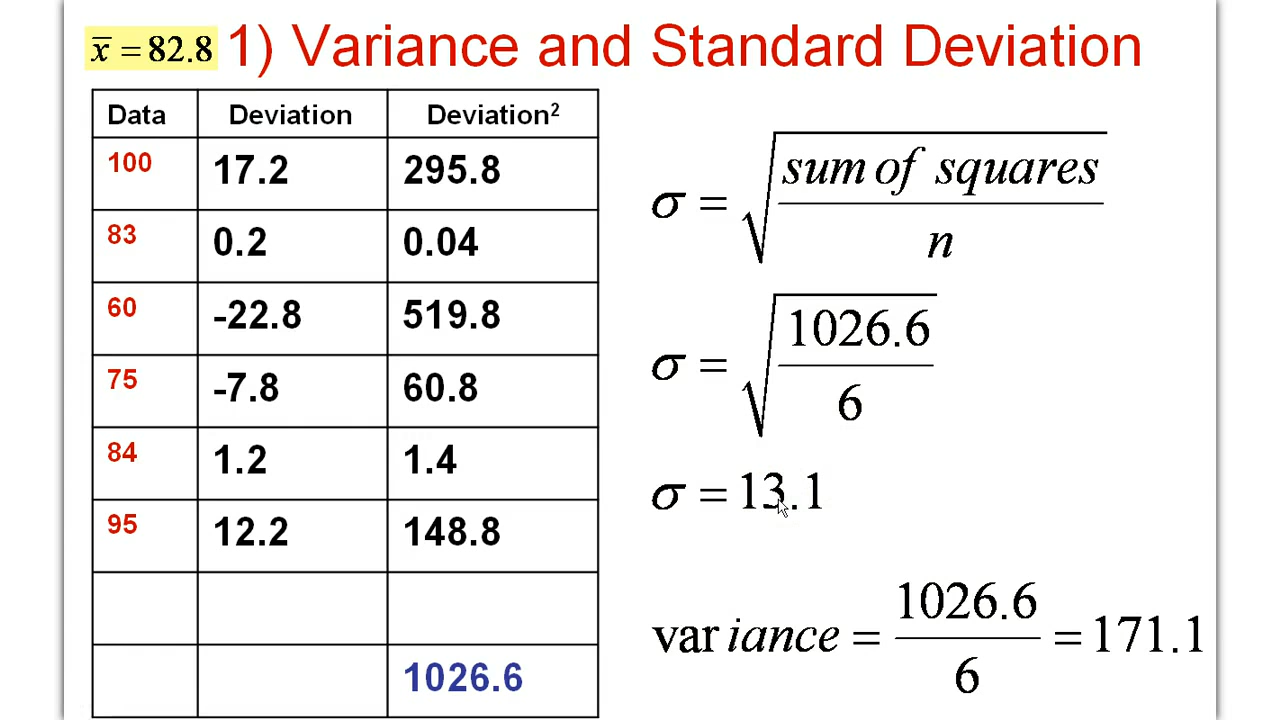 x̅ = 82.8 1) Variance and Standard Deviation
Data Deviation Deviation²
100 17.2 295.8
83 0.2 0.04
60 -22.8 519.8
75 -7.8 60.8
84 1.2 1.4
95 12.2 148.8
1026.6
σ = √(sum of squares / n)
σ = √(1026.6 / 6)
σ = 13.1
variance = 1026.6 / 6 = 171.1